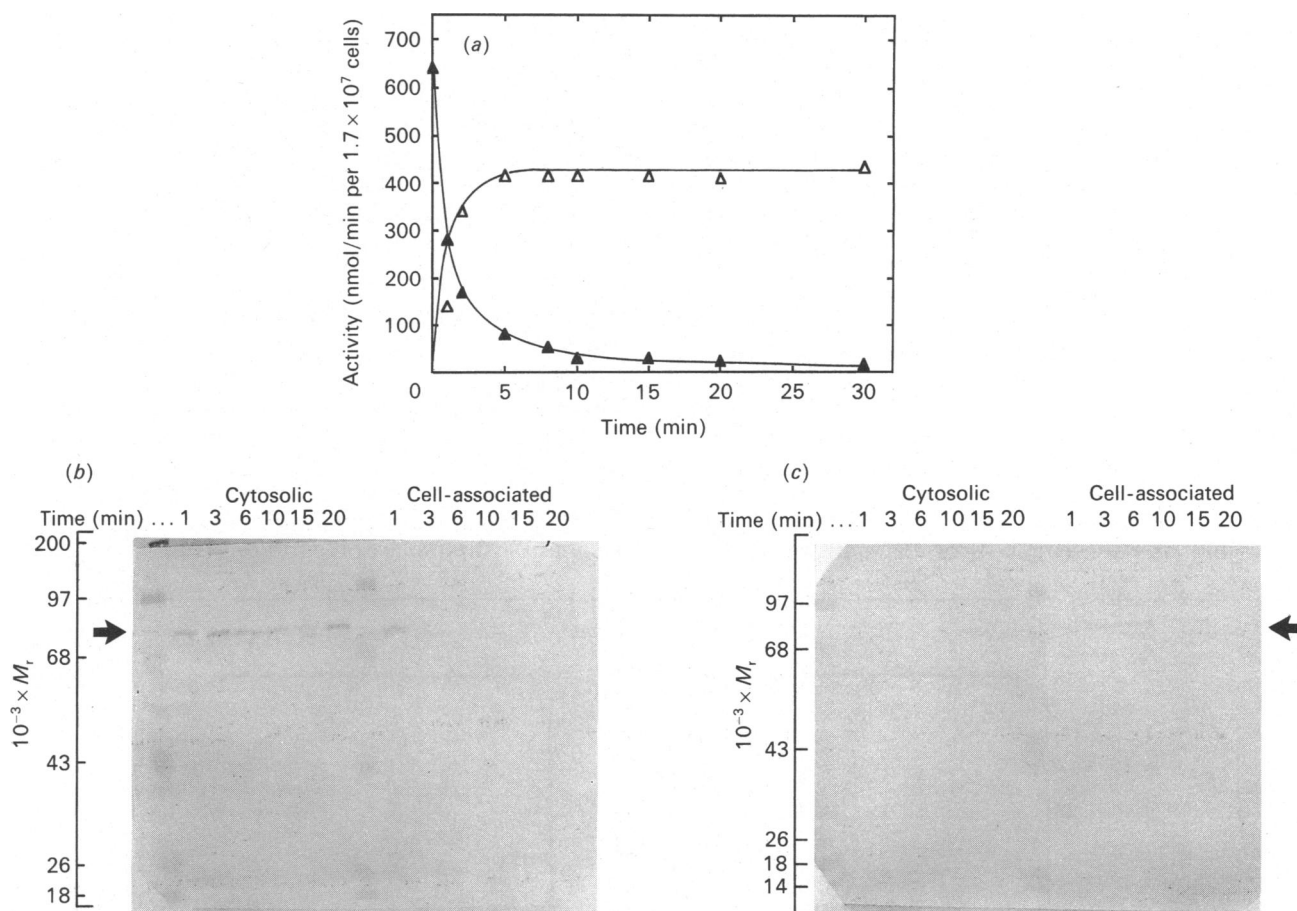 (a)
Activity (nmol/min per 1.7 × 10⁷ cells)
700
600
500
400
300
200
100
0
5
10
15
20
25
30
Time (min)
(b)
Cytosolic
Cell-associated
Time (min) ... 1 3 6 10 15 20 1 3 6 10 15 20
10⁻³ × Mᵣ
200
97
68
43
26
18
(c)
Cytosolic
Cell-associated
Time (min) ... 1 3 6 10 15 20 1 3 6 10 15 20
10⁻³ × Mᵣ
97
68
43
26
18
14